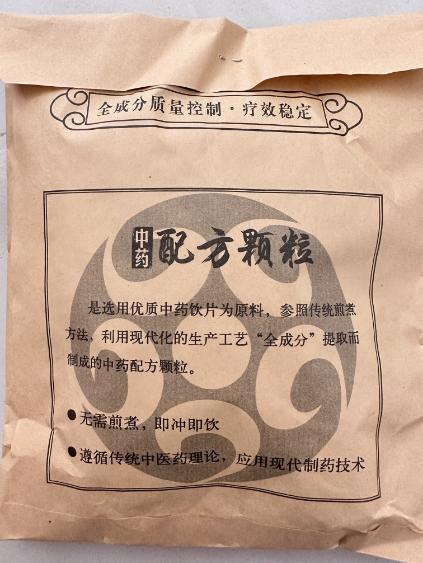 全成分质量控制·疗效稳定
中药配方颗粒
是选用优质中药饮片为原料，参照传统煎煮
方法，利用现代化的生产工艺“全成分”提取而
制成的中药配方颗粒。
●无需煎煮，即冲即饮
●遵循传统中医药理论，应用现代制药技术